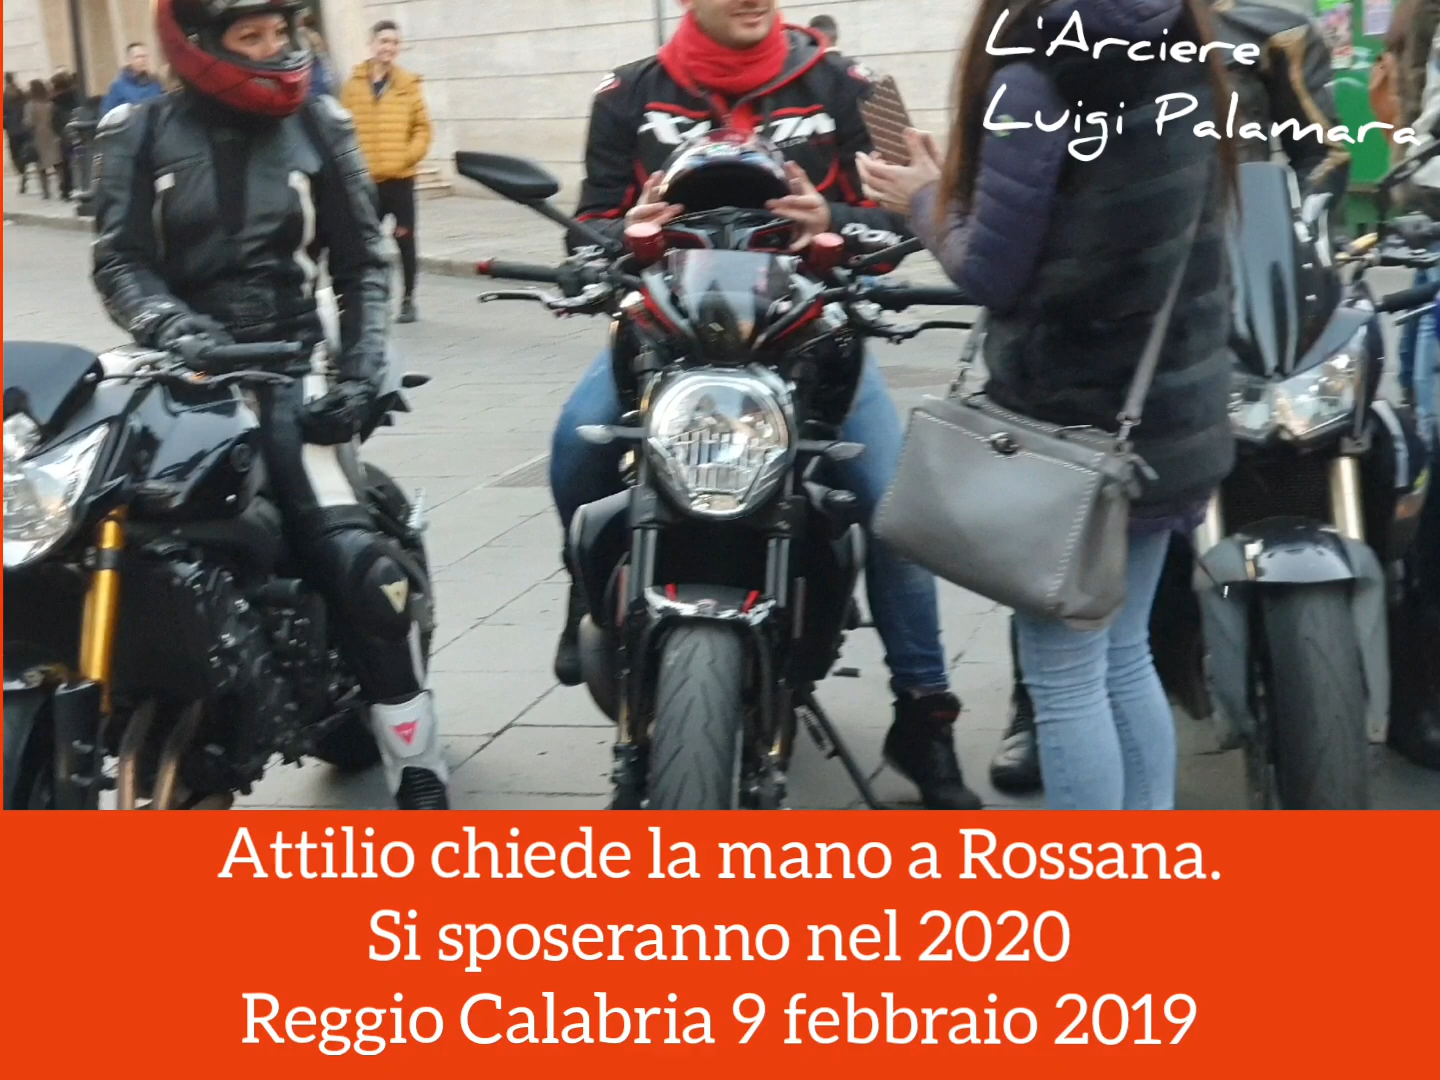 L'Arciere
Luigi Palamara
Attilio chiede la mano a Rossana.
Si sposeranno nel 2020
Reggio Calabria 9 febbraio 2019